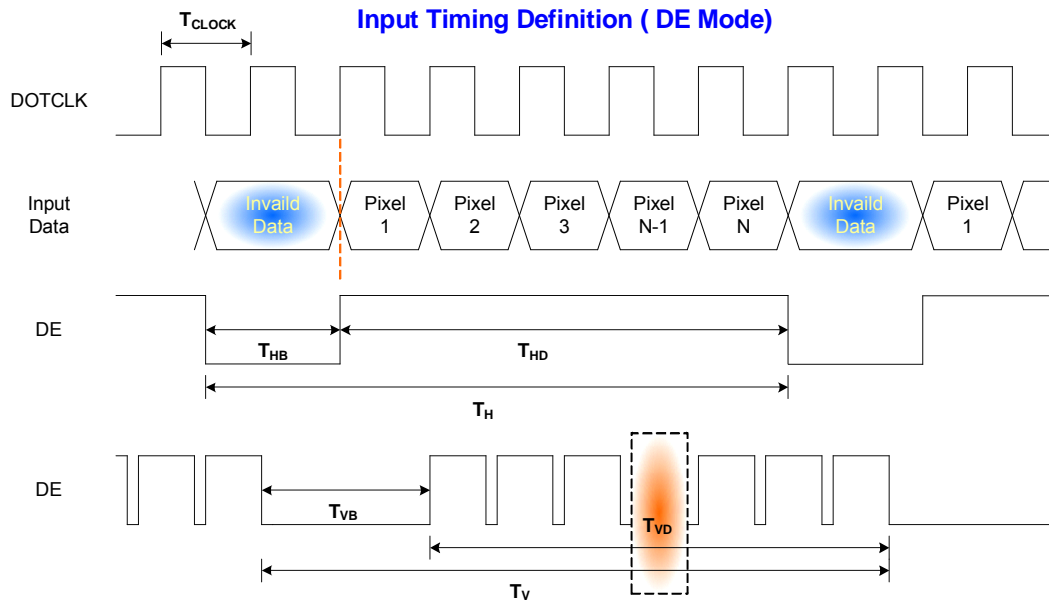 Input Timing Definition ( DE Mode)
TCLOCK
DOTCLK
Input
Data
Invaild
Data
Pixel
1
Pixel
2
Pixel
3
Pixel
N-1
Pixel
N
Invaild
Data
Pixel
1
DE
THB
THD
TH
DE
TVB
TVD
TV